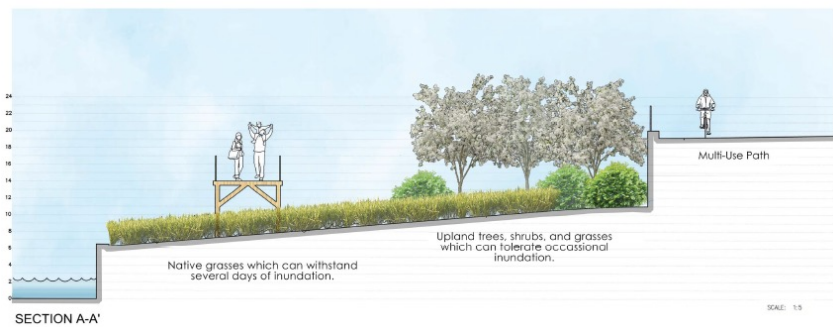 24
22
20
18
16
14
12
10
8
6
4
2
0
Multi-Use Path
Upland trees, shrubs, and grasses
which can tolerate occassional
inundation.
Native grasses which can withstand
several days of inundation.
SCALE: 1:5
SECTION A-A'